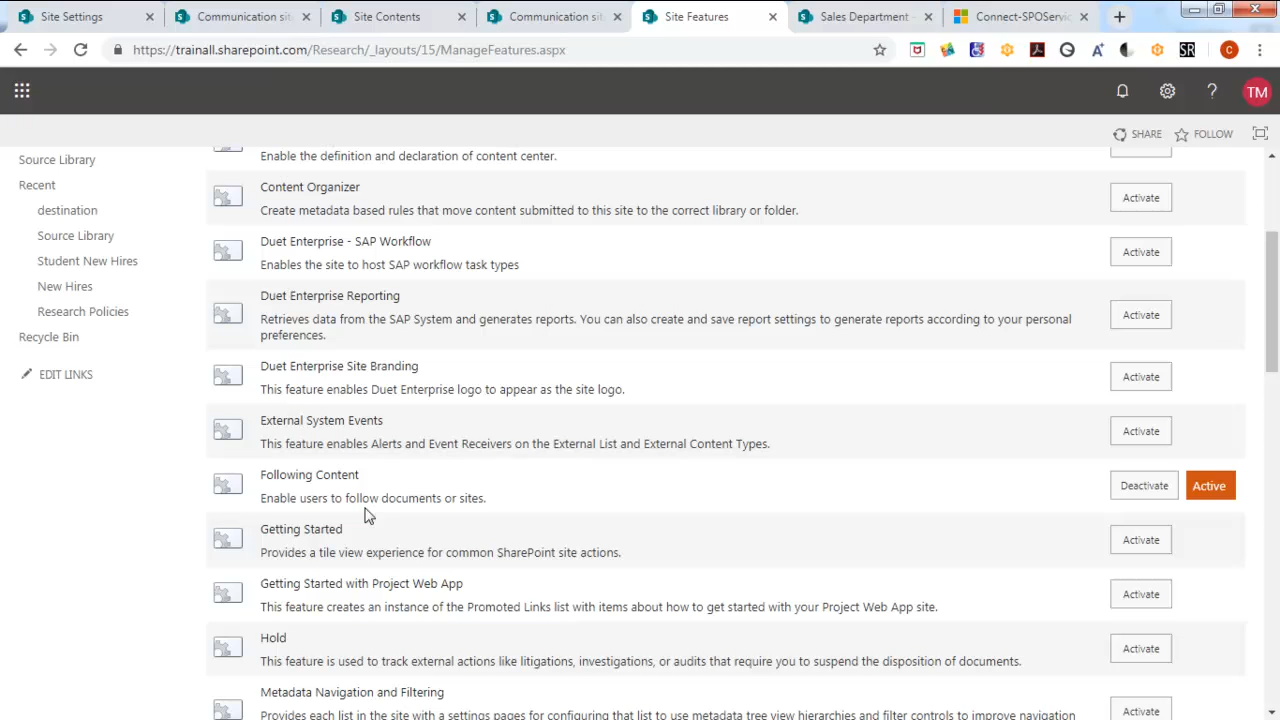 Site Settings
Communication si
Site Contents
Communication si
Site Features
Sales Department -
Connect-SPOServic
https://trainall.sharepoint.com/Research/_layouts/15/ManageFeatures.aspx
SR
C
TM
SHARE
FOLLOW
Source Library
Recent
destination
Source Library
Student New Hires
New Hires
Research Policies
Recycle Bin
EDIT LINKS
Enable the definition and declaration of content center.
Content Organizer
Create metadata based rules that move content submitted to this site to the correct library or folder.
Activate
Duet Enterprise - SAP Workflow
Enables the site to host SAP workflow task types
Activate
Duet Enterprise Reporting
Retrieves data from the SAP System and generates reports. You can also create and save report settings to generate reports according to your personal
preferences.
Activate
Duet Enterprise Site Branding
This feature enables Duet Enterprise logo to appear as the site logo.
Activate
External System Events
This feature enables Alerts and Event Receivers on the External List and External Content Types.
Activate
Following Content
Enable users to follow documents or sites.
Deactivate Active
Getting Started
Provides a tile view experience for common SharePoint site actions.
Activate
Getting Started with Project Web App
This feature creates an instance of the Promoted Links list with items about how to get started with your Project Web App site.
Activate
Hold
This feature is used to track external actions like litigations, investigations, or audits that require you to suspend the disposition of documents.
Activate
Metadata Navigation and Filtering
Provides each list in the site with a settings pages for configuring that list to use metadata tree view hierarchies and filter controls to improve navigation
Activate